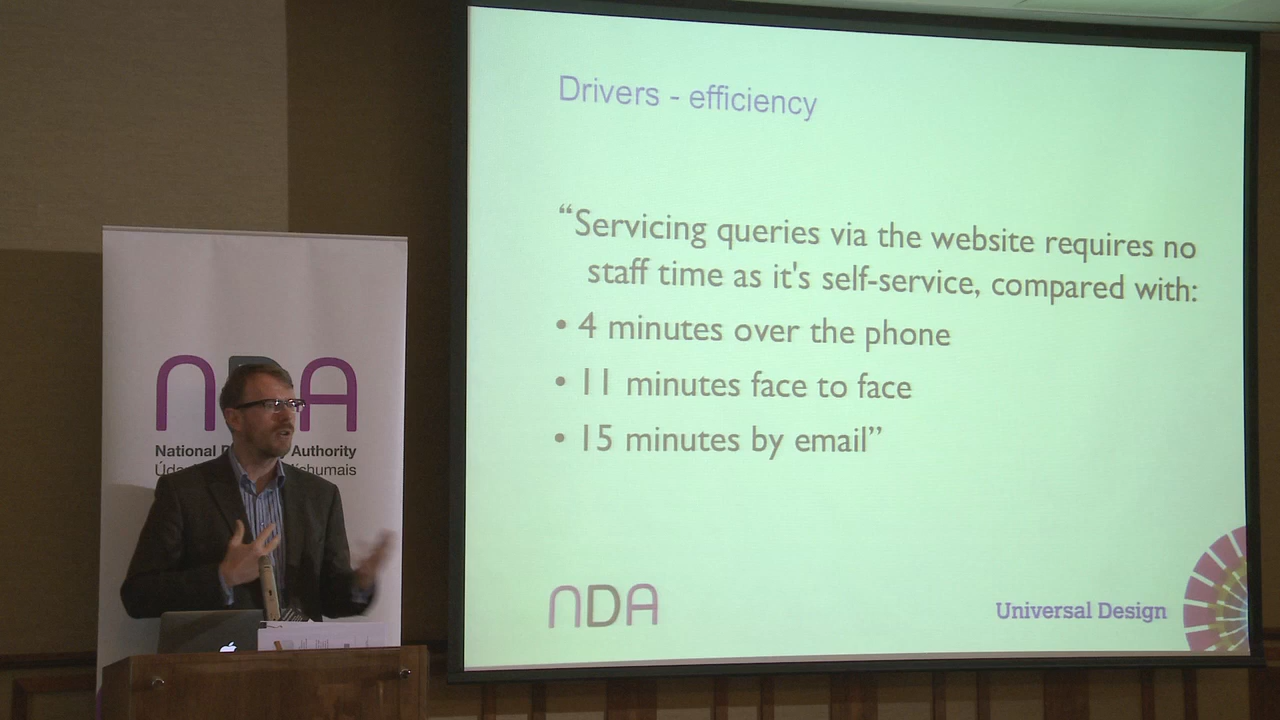 Drivers - efficiency
“Servicing queries via the website requires no
staff time as it's self-service, compared with:
• 4 minutes over the phone
• 11 minutes face to face
• 15 minutes by email”
NDA
Universal Design
NDA
National Authority